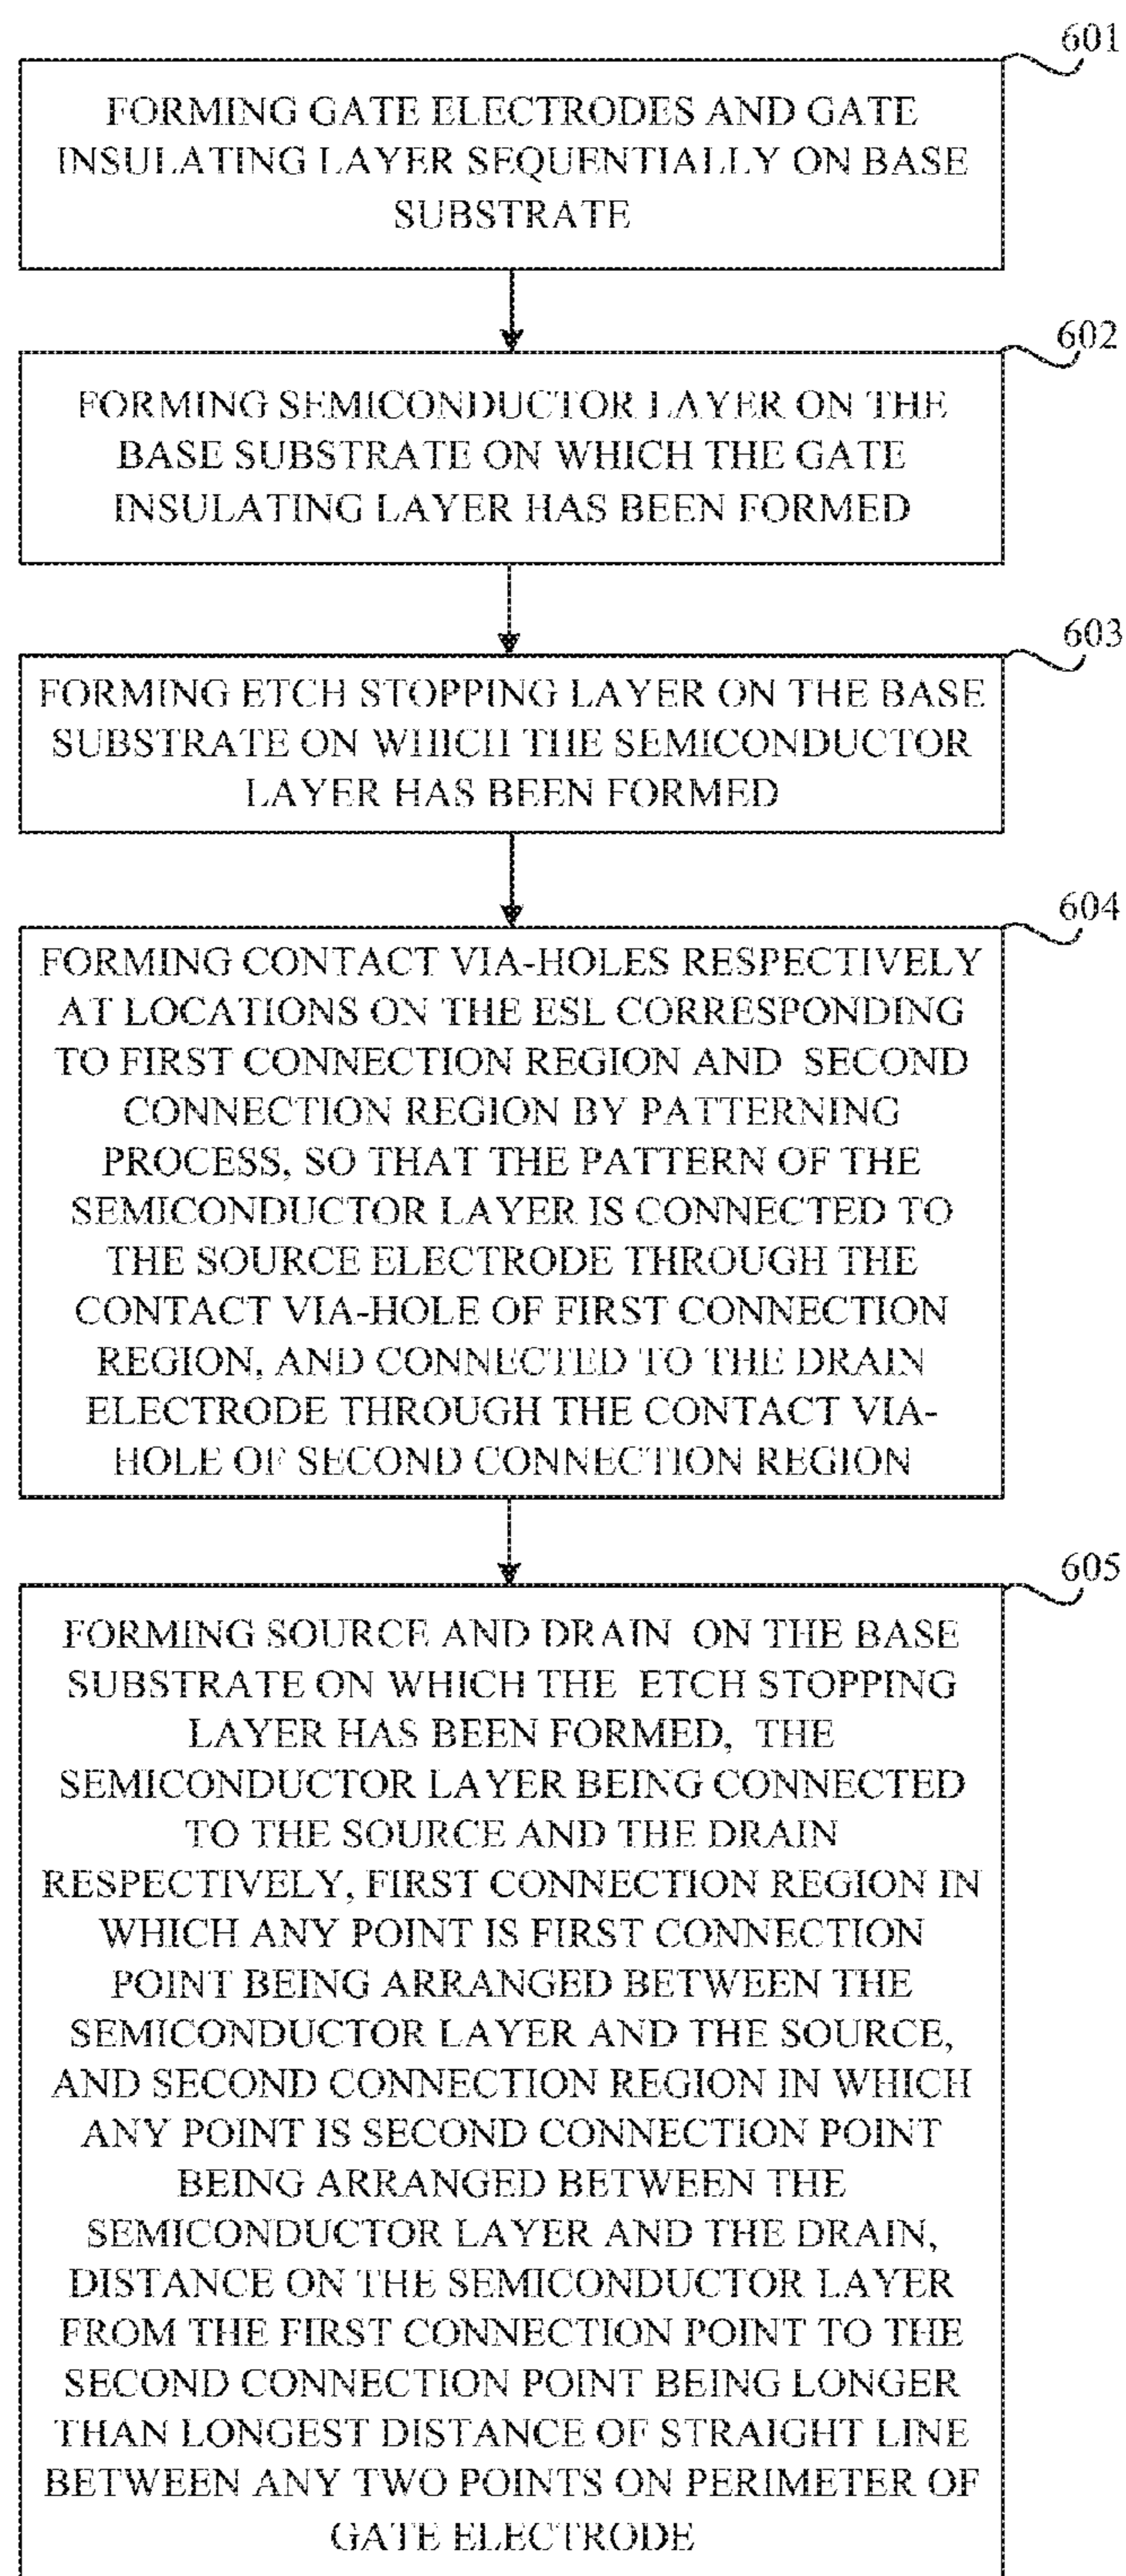 601
FORMING GATE ELECTRODES AND GATE
INSULATING LAYER SEQUENTIALLY ON BASE
SUBSTRATE
602
FORMING SEMICONDUCTOR LAYER ON THE
BASE SUBSTRATE ON WHICH THE GATE
INSULATING LAYER HAS BEEN FORMED
603
FORMING ETCH STOPPING LAYER ON THE BASE
SUBSTRATE ON WHICH THE SEMICONDUCTOR
LAYER HAS BEEN FORMED
604
FORMING CONTACT VIA-HOLES RESPECTIVELY
AT LOCATIONS ON THE ESL CORRESPONDING
TO FIRST CONNECTION REGION AND SECOND
CONNECTION REGION BY PATTERNING
PROCESS, SO THAT THE PATTERN OF THE
SEMICONDUCTOR LAYER IS CONNECTED TO
THE SOURCE ELECTRODE THROUGH THE
CONTACT VIA-HOLE OF FIRST CONNECTION
REGION, AND CONNECTED TO THE DRAIN
ELECTRODE THROUGH THE CONTACT VIA-
HOLE OF SECOND CONNECTION REGION
605
FORMING SOURCE AND DRAIN ON THE BASE
SUBSTRATE ON WHICH THE ETCH STOPPING
LAYER HAS BEEN FORMED, THE
SEMICONDUCTOR LAYER BEING CONNECTED
TO THE SOURCE AND THE DRAIN
RESPECTIVELY, FIRST CONNECTION REGION IN
WHICH ANY POINT IS FIRST CONNECTION
POINT BEING ARRANGED BETWEEN THE
SEMICONDUCTOR LAYER AND THE SOURCE,
AND SECOND CONNECTION REGION IN WHICH
ANY POINT IS SECOND CONNECTION POINT
BEING ARRANGED BETWEEN THE
SEMICONDUCTOR LAYER AND THE DRAIN,
DISTANCE ON THE SEMICONDUCTOR LAYER
FROM THE FIRST CONNECTION POINT TO THE
SECOND CONNECTION POINT BEING LONGER
THAN LONGEST DISTANCE OF STRAIGHT LINE
BETWEEN ANY TWO POINTS ON PERIMETER OF
GATE ELECTRODE